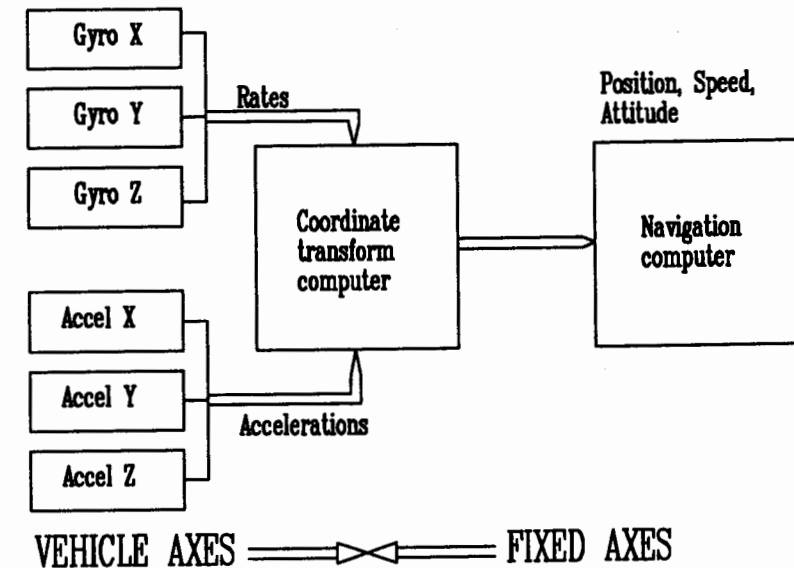 Gyro X
Gyro Y
Gyro Z
Rates
Position, Speed,
Attitude
Coordinate
transform
computer
Navigation
computer
Accel X
Accel Y
Accel Z
Accelerations
VEHICLE AXES
FIXED AXES